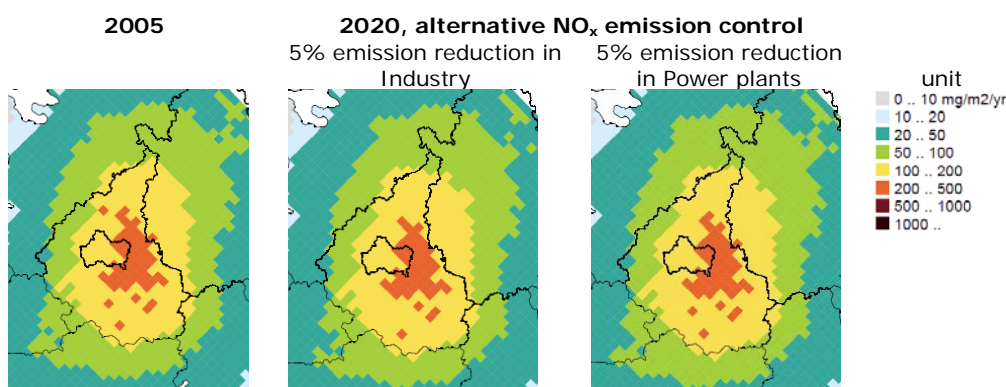 2005
2020, alternative NOₓ emission control
5% emission reduction in
Industry
5% emission reduction
in Power plants
unit
0 .. 10 mg/m2/yr
10 .. 20
20 .. 50
50 .. 100
100 .. 200
200 .. 500
500 .. 1000
1000 ..